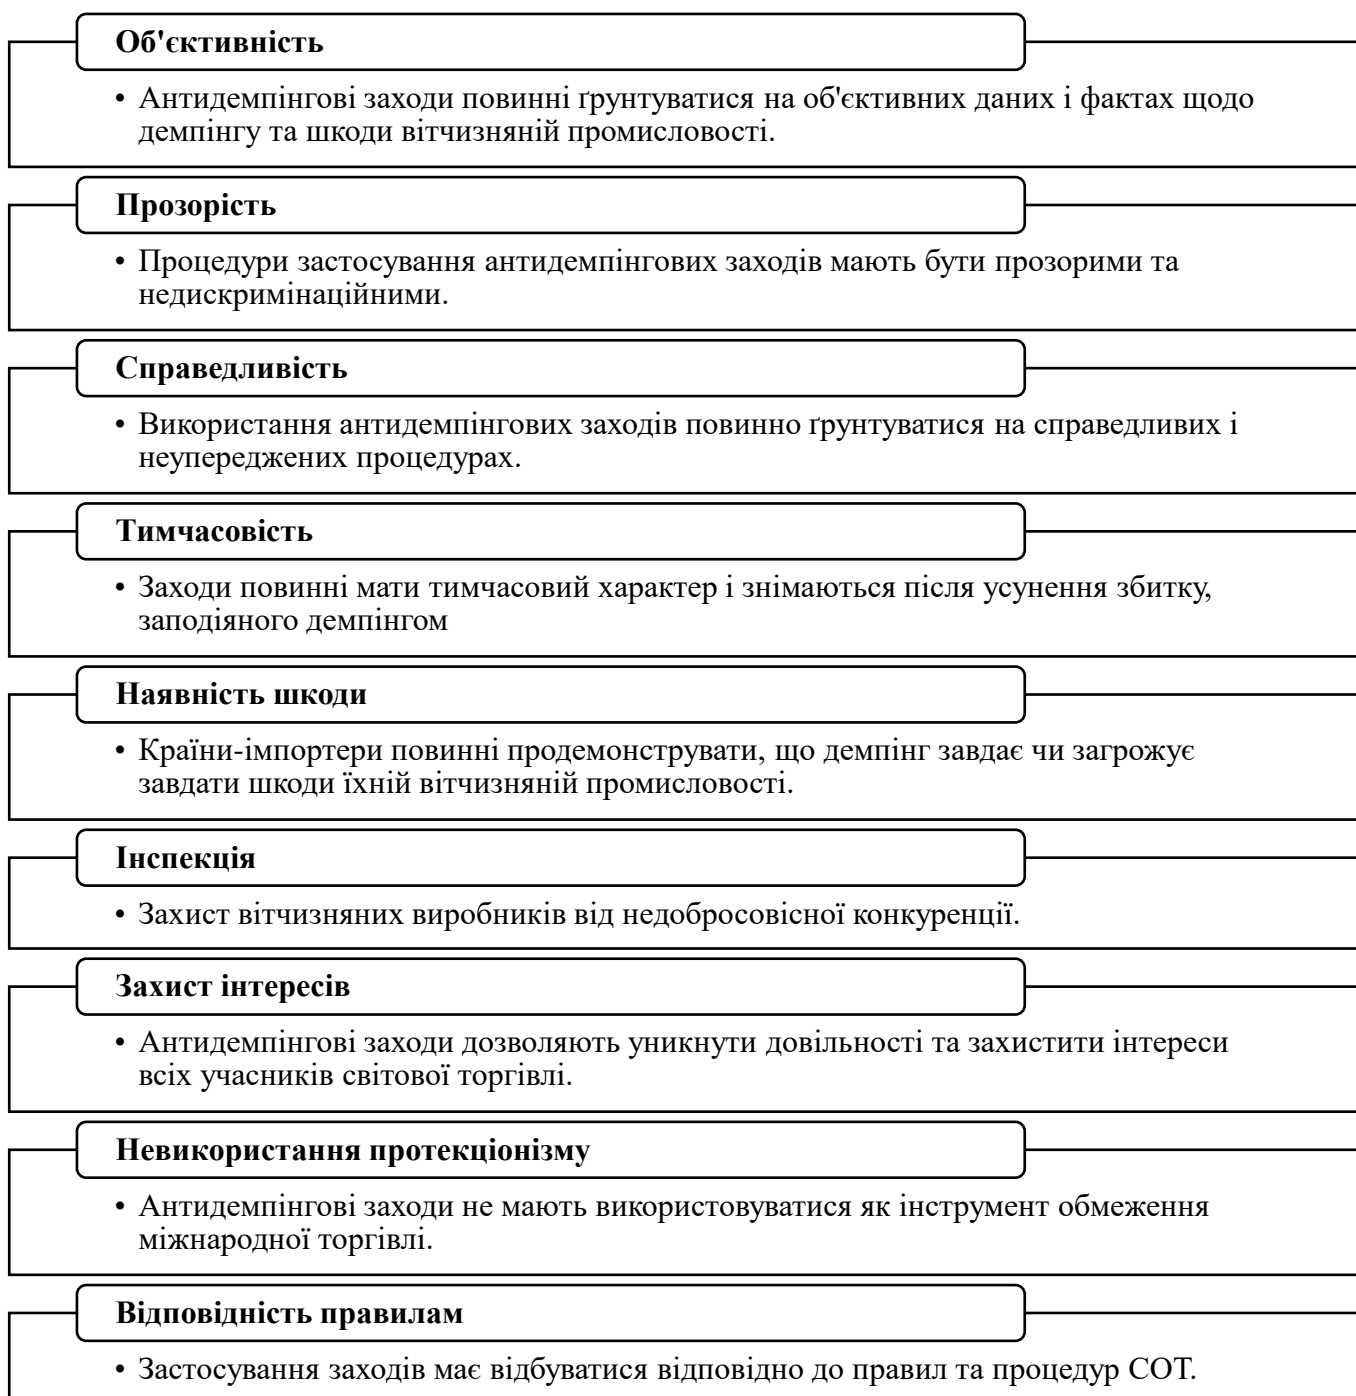 Об'єктивність
• Антидемпінгові заходи повинні ґрунтуватися на об'єктивних даних і фактах щодо
демпінгу та шкоди вітчизняній промисловості.
Прозорість
• Процедури застосування антидемпінгових заходів мають бути прозорими та
недискримінаційними.
Справедливість
• Використання антидемпінгових заходів повинно ґрунтуватися на справедливих і
неупереджених процедурах.
Тимчасовість
• Заходи повинні мати тимчасовий характер і знімаються після усунення збитку,
заподіяного демпінгом
Наявність шкоди
• Країни-імпортери повинні продемонструвати, що демпінг завдає чи загрожує
завдати шкоди їхній вітчизняній промисловості.
Інспекція
• Захист вітчизняних виробників від недобросовісної конкуренції.
Захист інтересів
• Антидемпінгові заходи дозволяють уникнути довільності та захистити інтереси
всіх учасників світової торгівлі.
Невикористання протекціонізму
• Антидемпінгові заходи не мають використовуватися як інструмент обмеження
міжнародної торгівлі.
Відповідність правилам
• Застосування заходів має відбуватися відповідно до правил та процедур СОТ.